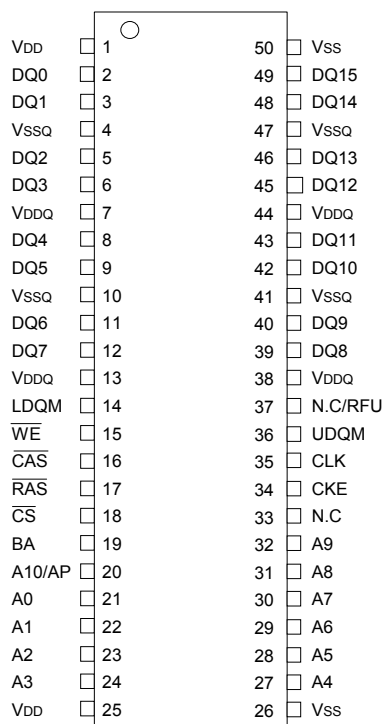 VDD 1 50 VSS
DQ0 2 49 DQ15
DQ1 3 48 DQ14
VSSQ 4 47 VSSQ
DQ2 5 46 DQ13
DQ3 6 45 DQ12
VDDQ 7 44 VDDQ
DQ4 8 43 DQ11
DQ5 9 42 DQ10
VSSQ 10 41 VSSQ
DQ6 11 40 DQ9
DQ7 12 39 DQ8
VDDQ 13 38 VDDQ
LDQM 14 37 N.C/RFU
W̅E̅ 15 36 UDQM
C̅A̅S̅ 16 35 CLK
R̅A̅S̅ 17 34 CKE
C̅S̅ 18 33 N.C
BA 19 32 A9
A10/AP 20 31 A8
A0 21 30 A7
A1 22 29 A6
A2 23 28 A5
A3 24 27 A4
VDD 25 26 VSS